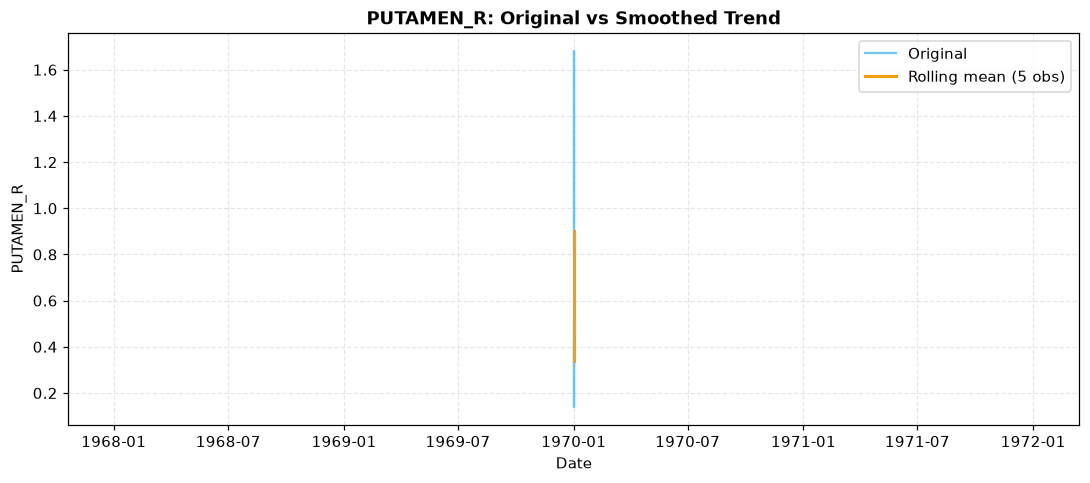 PUTAMEN_R: Original vs Smoothed Trend
Original
Rolling mean (5 obs)
PUTAMEN_R
1.6
1.4
1.2
1.0
0.8
0.6
0.4
0.2
1968-01 1968-07 1969-01 1969-07 1970-01 1970-07 1971-01 1971-07 1972-01
Date